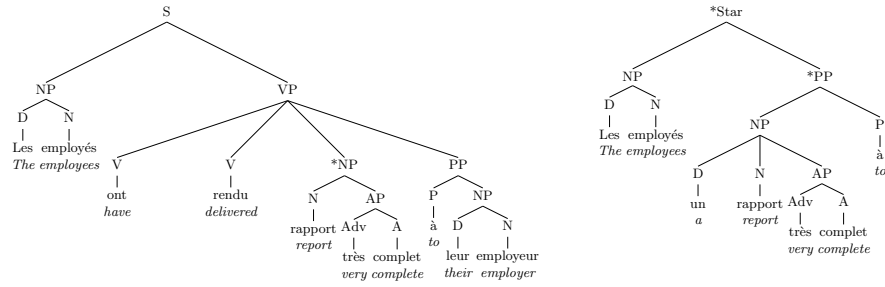 S *Star
NP VP NP *PP
D N D N NP P
Les employés Les employés à
The employees The employees to
V V *NP PP D N AP
ont rendu N AP P NP un rapport Adv A
have delivered rapport Adv A à D N a report très complet
report très complet to leur employeur very complete
very complete their employer